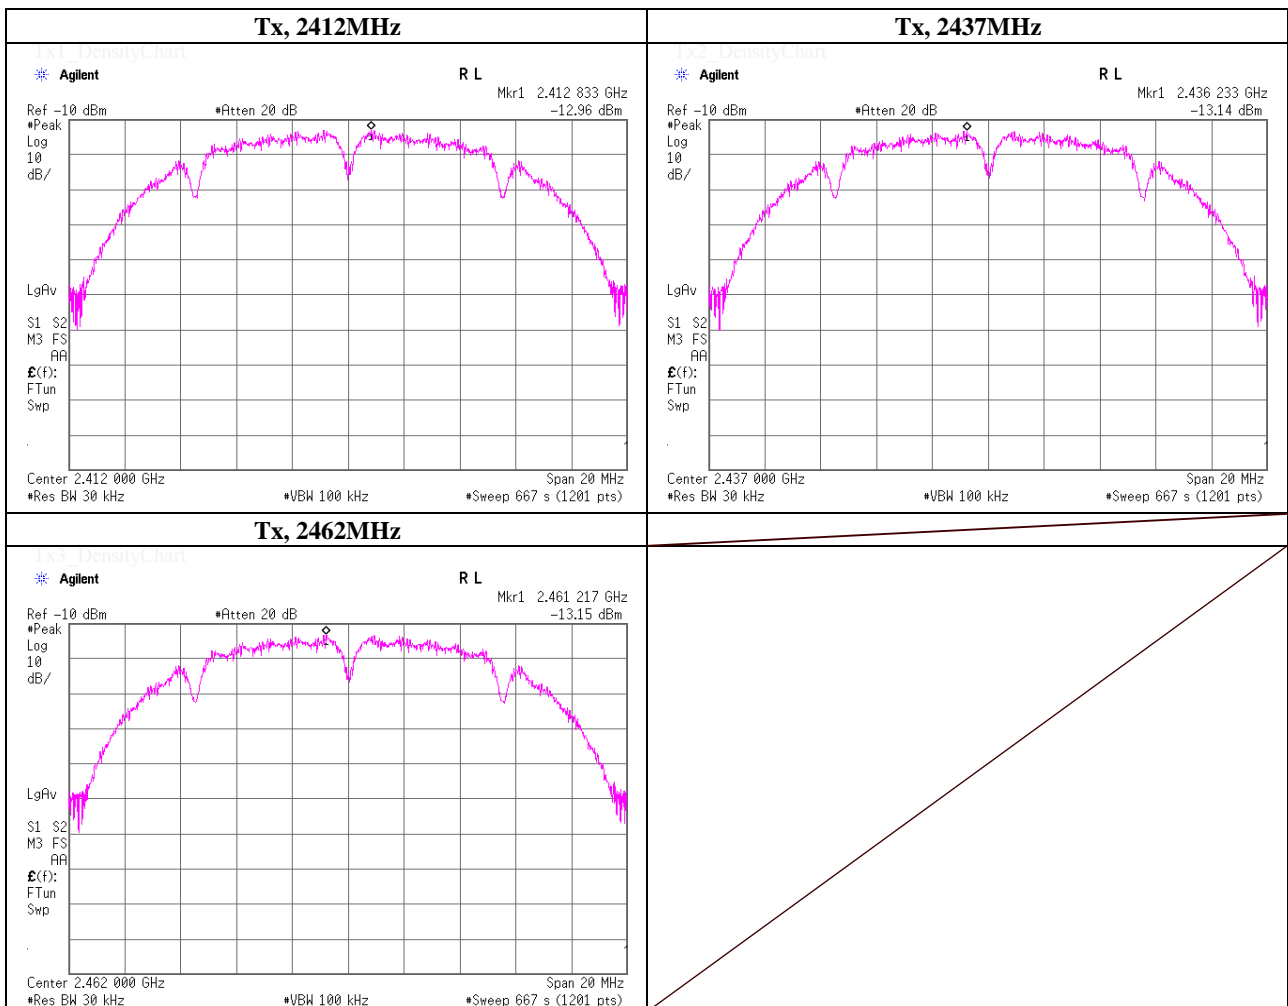 Tx, 2412MHz
Tx1_DensityChart
Agilent
R L
Mkr1 2.412 833 GHz
Ref -10 dBm
#Atten 20 dB
-12.96 dBm
#Peak
Log
10
dB/
1
LgAv
S1 S2
M3 FS
AA
£(f):
FTun
Swp
Center 2.412 000 GHz
Span 20 MHz
#Res BW 30 kHz
#VBW 100 kHz
#Sweep 667 s (1201 pts)
Tx, 2437MHz
Tx2_DensityChart
Agilent
R L
Mkr1 2.436 233 GHz
Ref -10 dBm
#Atten 20 dB
-13.14 dBm
#Peak
Log
10
dB/
1
LgAv
S1 S2
M3 FS
AA
£(f):
FTun
Swp
Center 2.437 000 GHz
Span 20 MHz
#Res BW 30 kHz
#VBW 100 kHz
#Sweep 667 s (1201 pts)
Tx, 2462MHz
Tx3_DensityChart
Agilent
R L
Mkr1 2.461 217 GHz
Ref -10 dBm
#Atten 20 dB
-13.15 dBm
#Peak
Log
10
dB/
1
LgAv
S1 S2
M3 FS
AA
£(f):
FTun
Swp
Center 2.462 000 GHz
Span 20 MHz
#Res BW 30 kHz
#VBW 100 kHz
#Sweep 667 s (1201 pts)